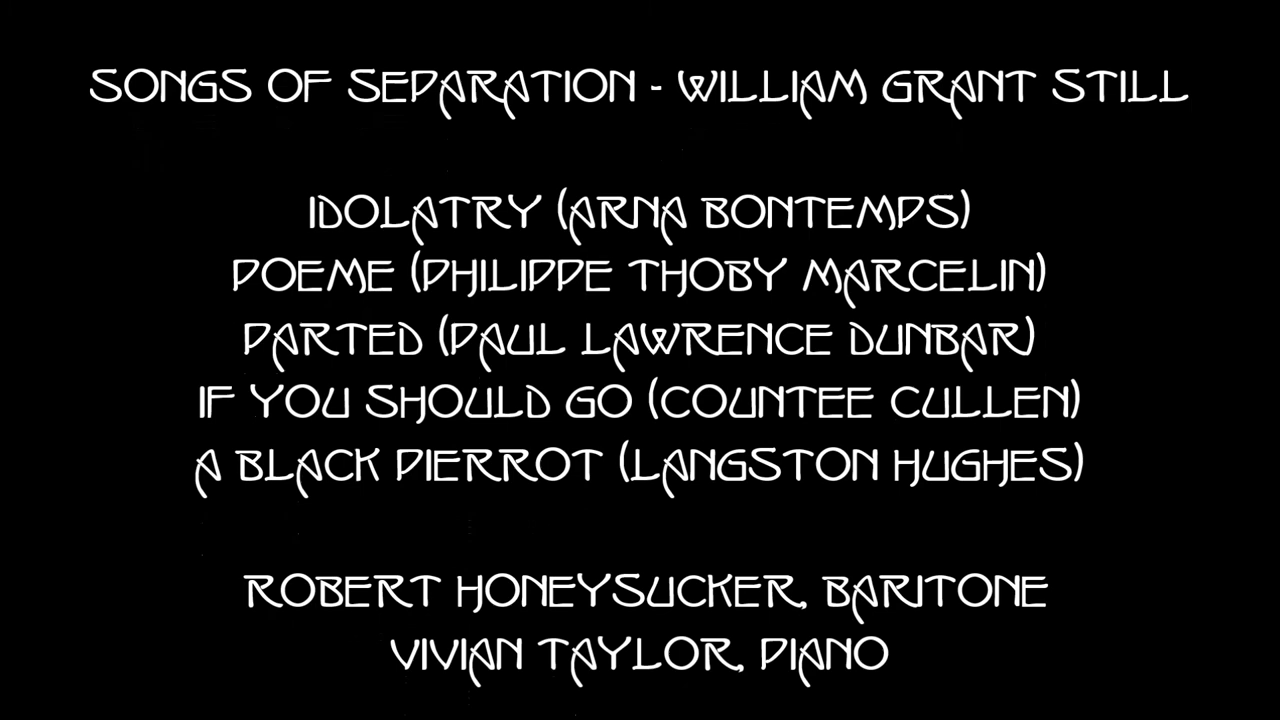 SONGS OF SEPARATION - WILLIAM GRANT STILL
IDOLATRY (ARNA BONTEMPS)
POEME (PHILIPPE THOBY MARCELIN)
PARTED (PAUL LAWRENCE DUNBAR)
IF YOU SHOULD GO (COUNTEE CULLEN)
A BLACK PIERROT (LANGSTON HUGHES)
ROBERT HONEYSUCKER, BARITONE
VIVIAN TAYLOR, PIANO